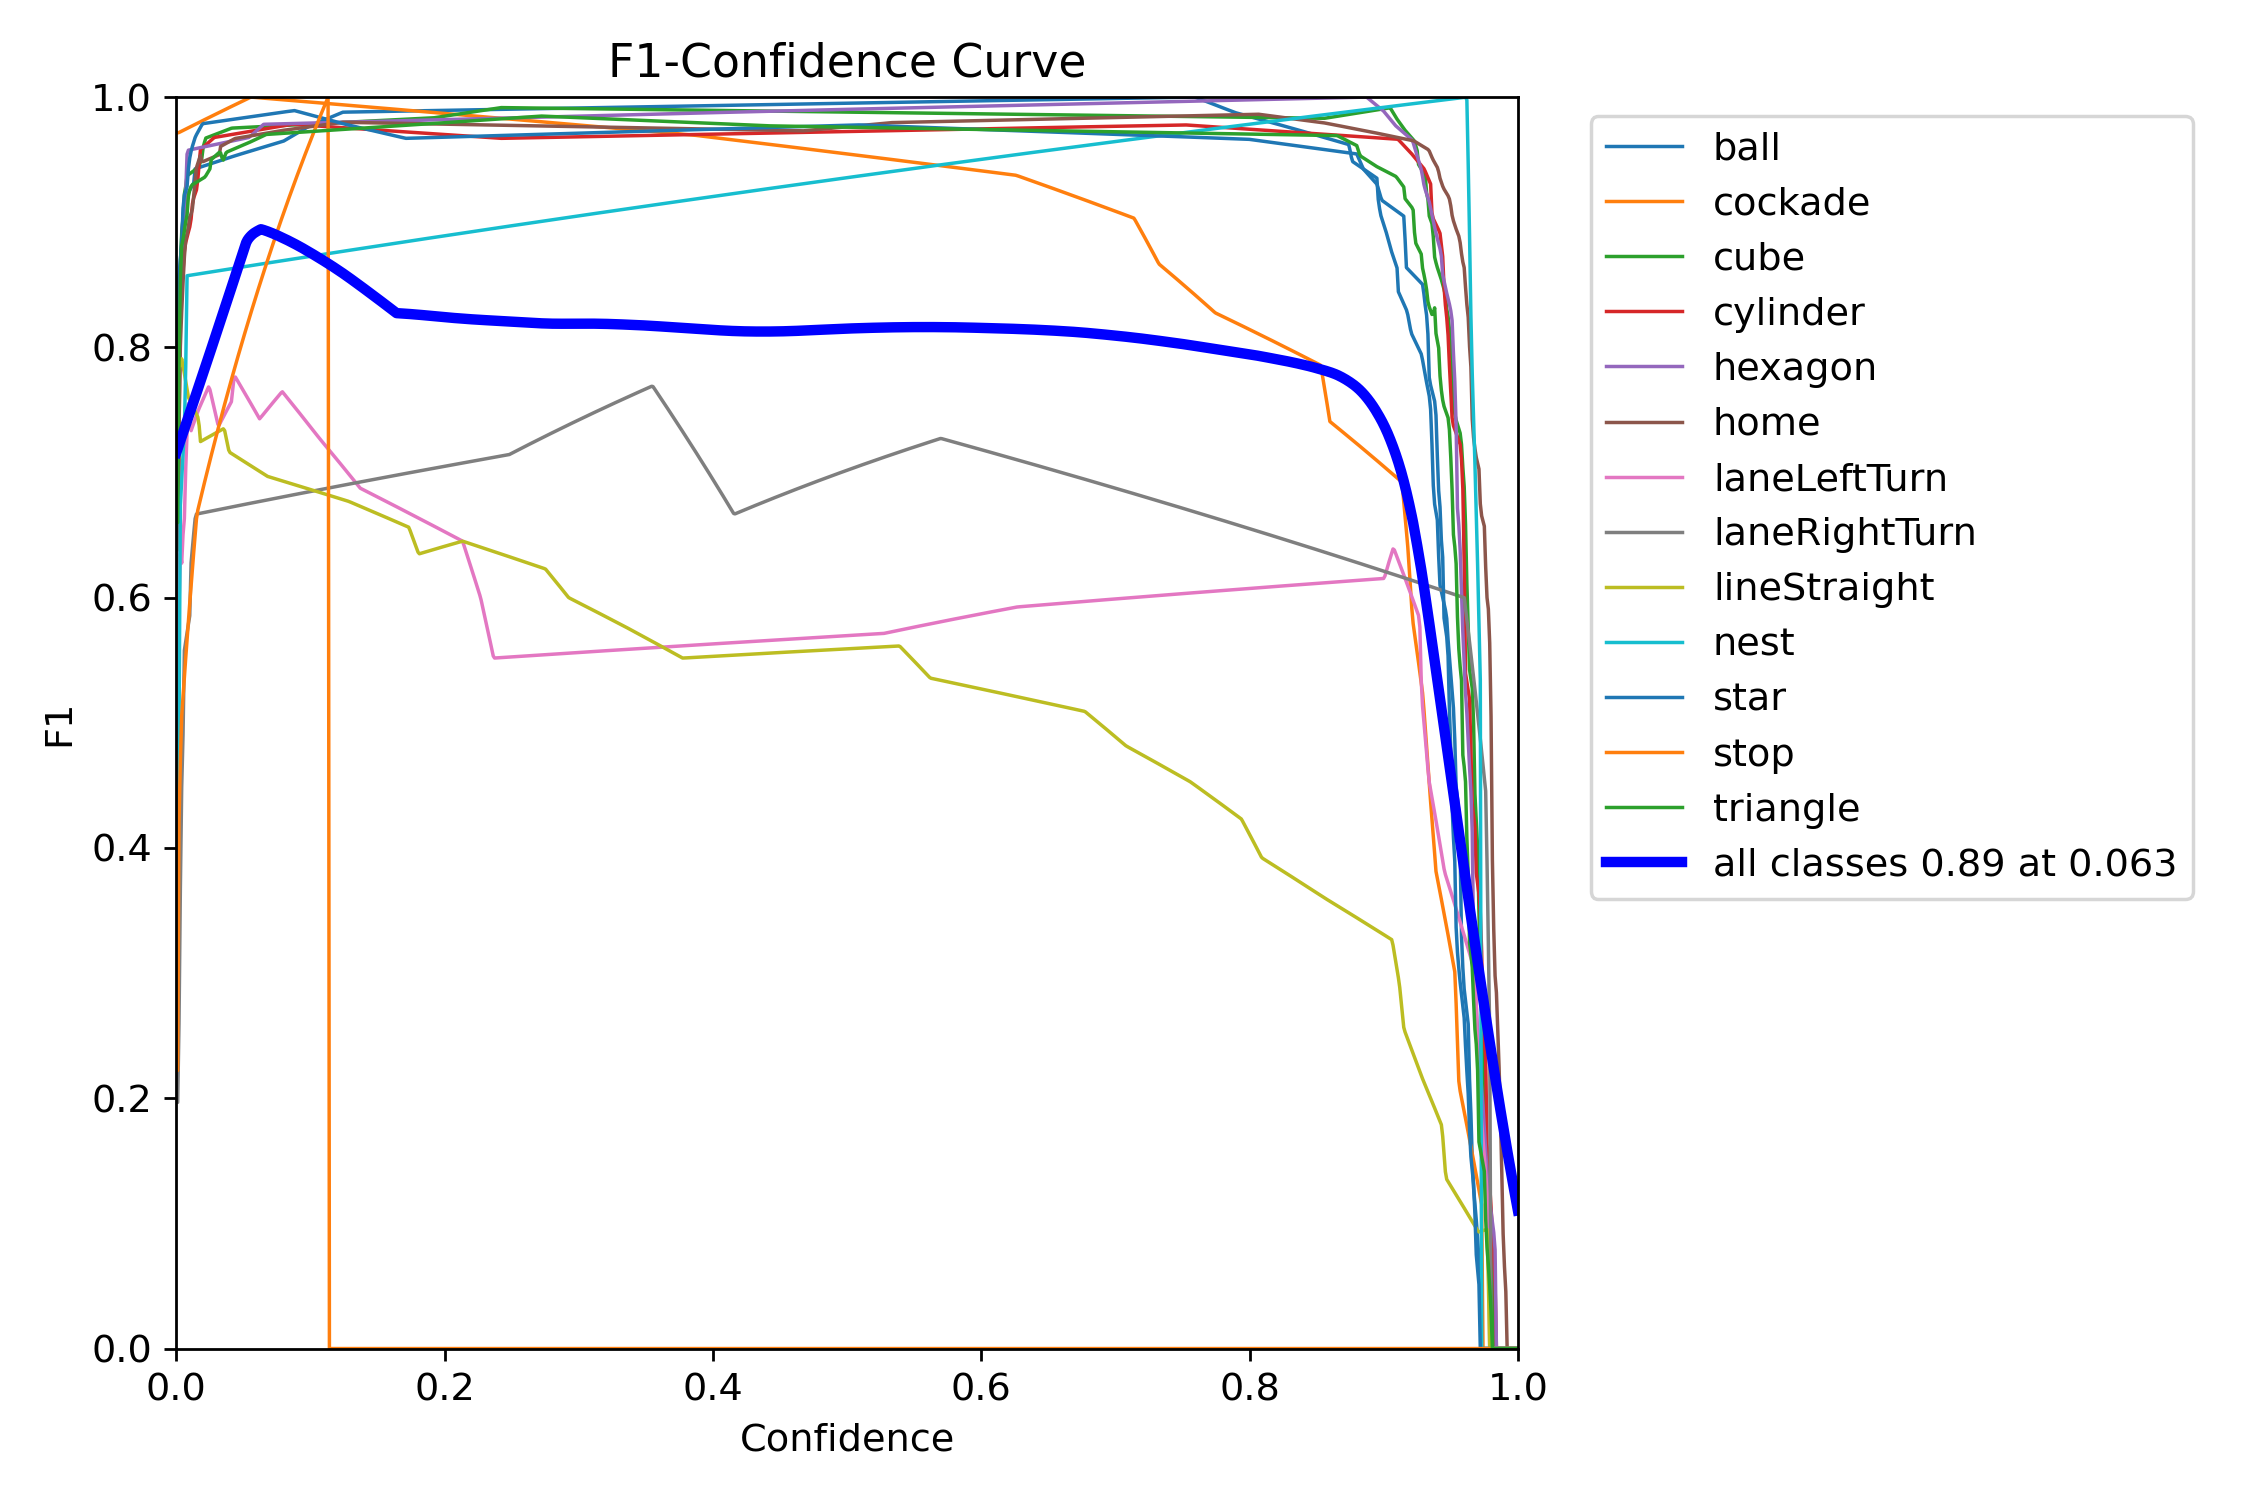 F1-Confidence Curve
1.0
0.8
0.6
0.4
0.2
0.0
F1
0.0 0.2 0.4 0.6 0.8 1.0
Confidence
ball
cockade
cube
cylinder
hexagon
home
laneLeftTurn
laneRightTurn
lineStraight
nest
star
stop
triangle
all classes 0.89 at 0.063